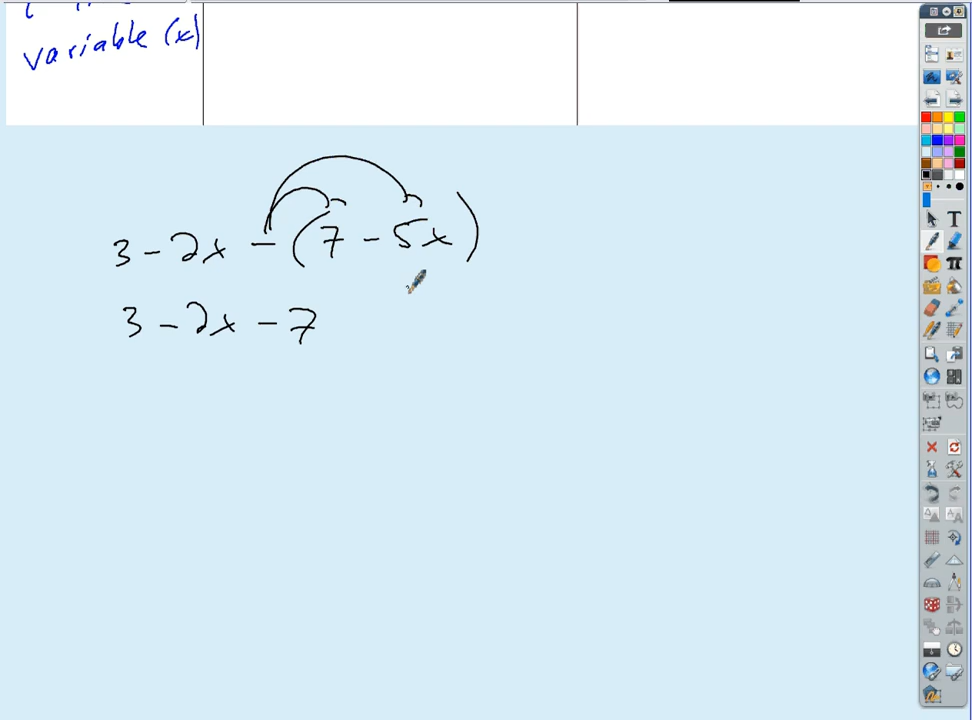 variable (x)
3 - 2x - (7 - 5x)
3 - 2x - 7